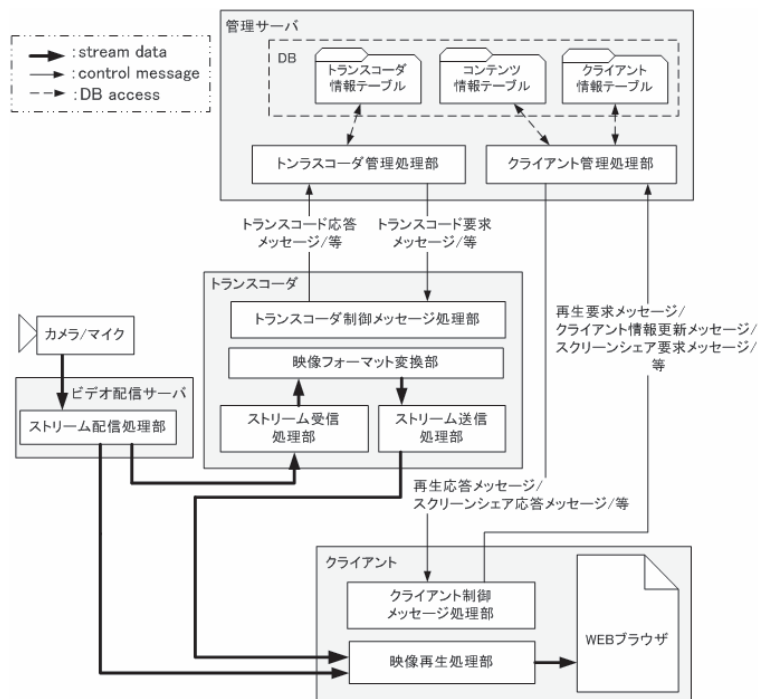 管理サーバ
: stream data
: control message
: DB access
DB
トランスコーダ
情報テーブル
コンテンツ
情報テーブル
クライアント
情報テーブル
トンラスコーダ管理処理部
クライアント管理処理部
トランスコード応答
メッセージ/等
トランスコード要求
メッセージ/等
トランスコーダ
トランスコーダ制御メッセージ処理部
再生要求メッセージ/
クライアント情報更新メッセージ/
スクリーンシェア要求メッセージ/
等
カメラ/マイク
映像フォーマット変換部
ビデオ配信サーバ
ストリーム配信処理部
ストリーム受信
処理部
ストリーム送信
処理部
再生応答メッセージ/
スクリーンシェア応答メッセージ/等
クライアント
クライアント制御
メッセージ処理部
WEBブラウザ
映像再生処理部